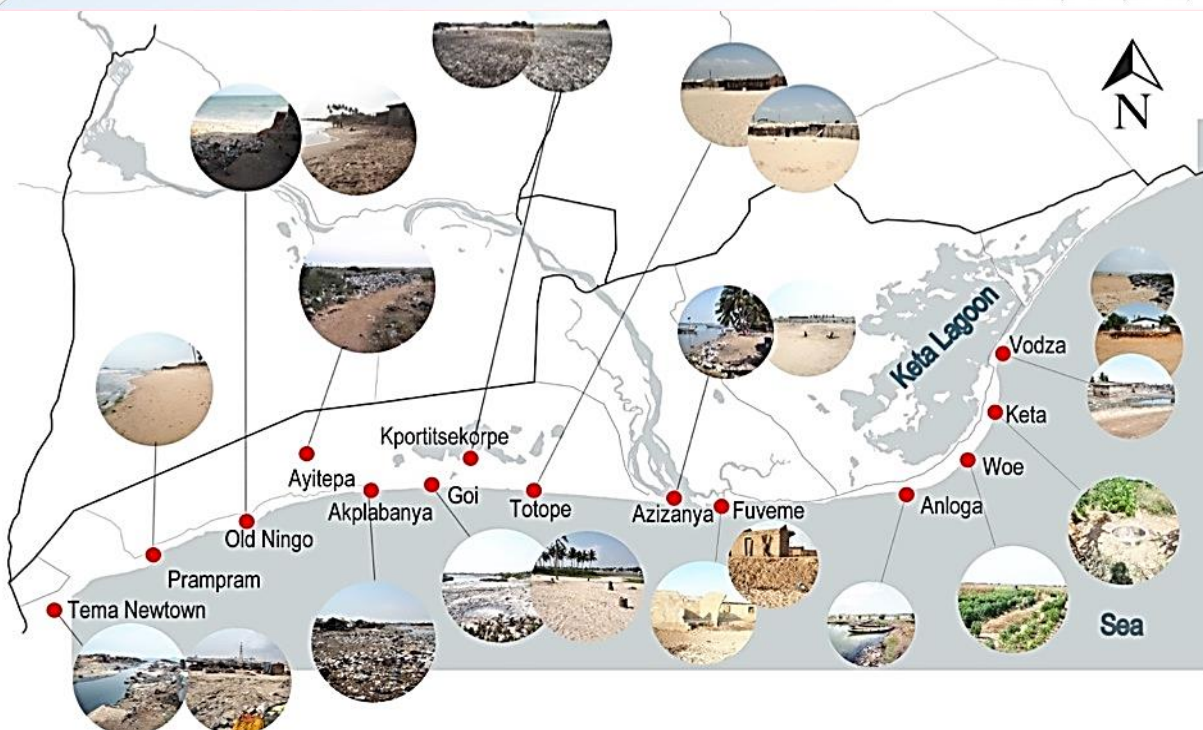 N
Keta Lagoon
Vodza
Keta
Kportitsekorpe
Woe
Ayitepa
Goi
Akplabanya
Totope
Azizanya
Fuveme
Anloga
Old Ningo
Prampram
Tema Newtown
Sea